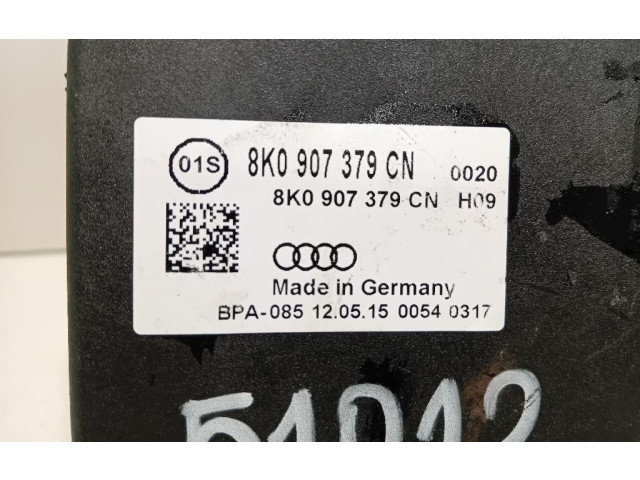 01S 8K0 907 379 CN 0020
8K0 907 379 CN H09
Made in Germany
BPA-085 12.05.15 0054 0317
51012